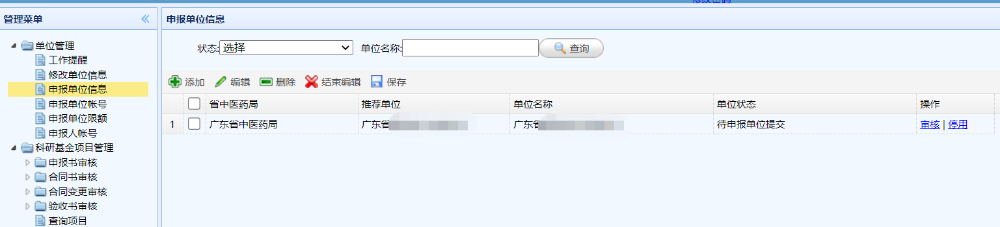 管理菜单
单位管理
工作提醒
修改单位信息
申报单位信息
申报单位帐号
申报单位限额
申报人帐号
科研基金项目管理
申报书审核
合同书审核
合同变更审核
验收书审核
查询项目
申报单位信息
状态: 选择 单位名称: 查询
添加 编辑 删除 结束编辑 保存
省中医药局 推荐单位 单位名称 单位状态 操作
1 广东省中医药局 广东省 广东省 待申报单位提交 审核 | 停用